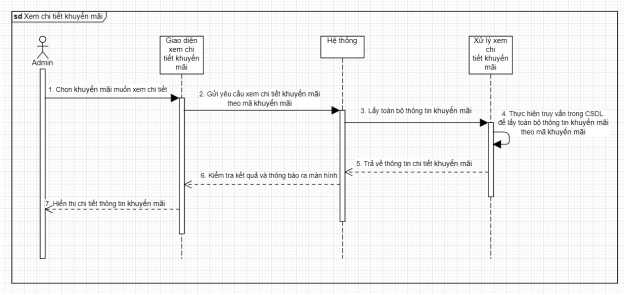 sd Xem chi tiết khuyến mãi
Admin
Giao diện
xem chi
tiết khuyến
mãi
Hệ thống
Xử lý xem
chi
tiết khuyến
mãi
1. Chọn khuyến mãi muốn xem chi tiết
2. Gửi yêu cầu xem chi tiết khuyến mãi
theo mã khuyến mãi
3. Lấy toàn bộ thông tin khuyến mãi
4. Thực hiện truy vấn trong CSDL
để lấy toàn bộ thông tin khuyến mãi
theo mã khuyến mãi
5. Trả về thông tin chi tiết khuyến mãi
6. Kiểm tra kết quả và thông báo ra màn hình
7. Hiển thị chi tiết thông tin khuyến mãi